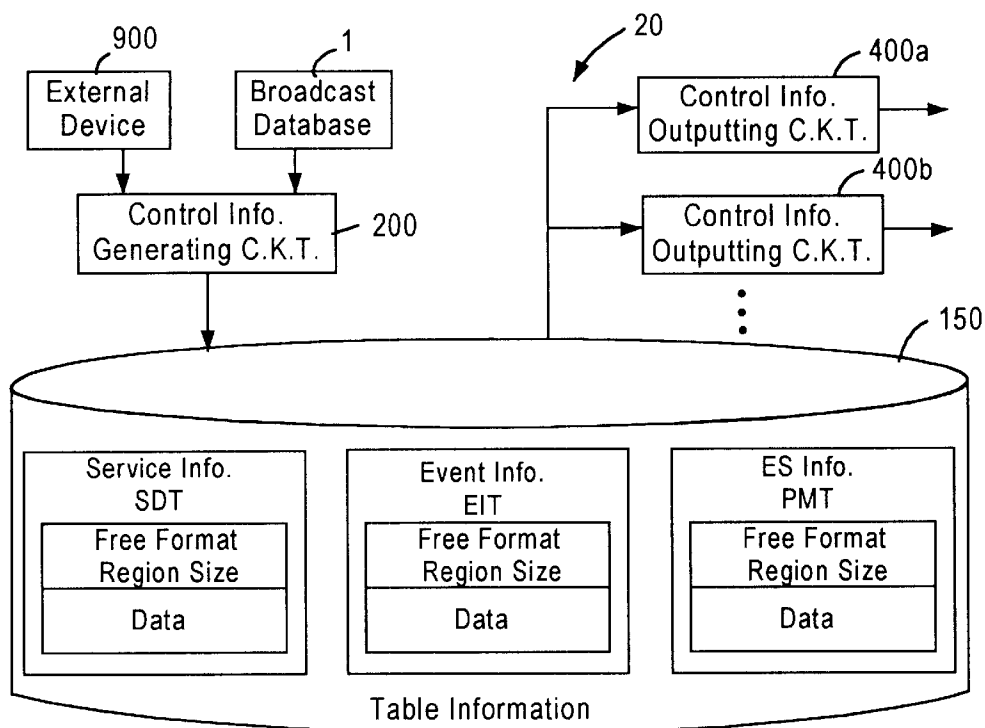 900
1
20
400a
External
Device
Broadcast
Database
Control Info.
Outputting C.K.T.
400b
Control Info.
Generating C.K.T.
200
Control Info.
Outputting C.K.T.
150
Service Info.
SDT
Free Format
Region Size
Data
Event Info.
EIT
Free Format
Region Size
Data
ES Info.
PMT
Free Format
Region Size
Data
Table Information